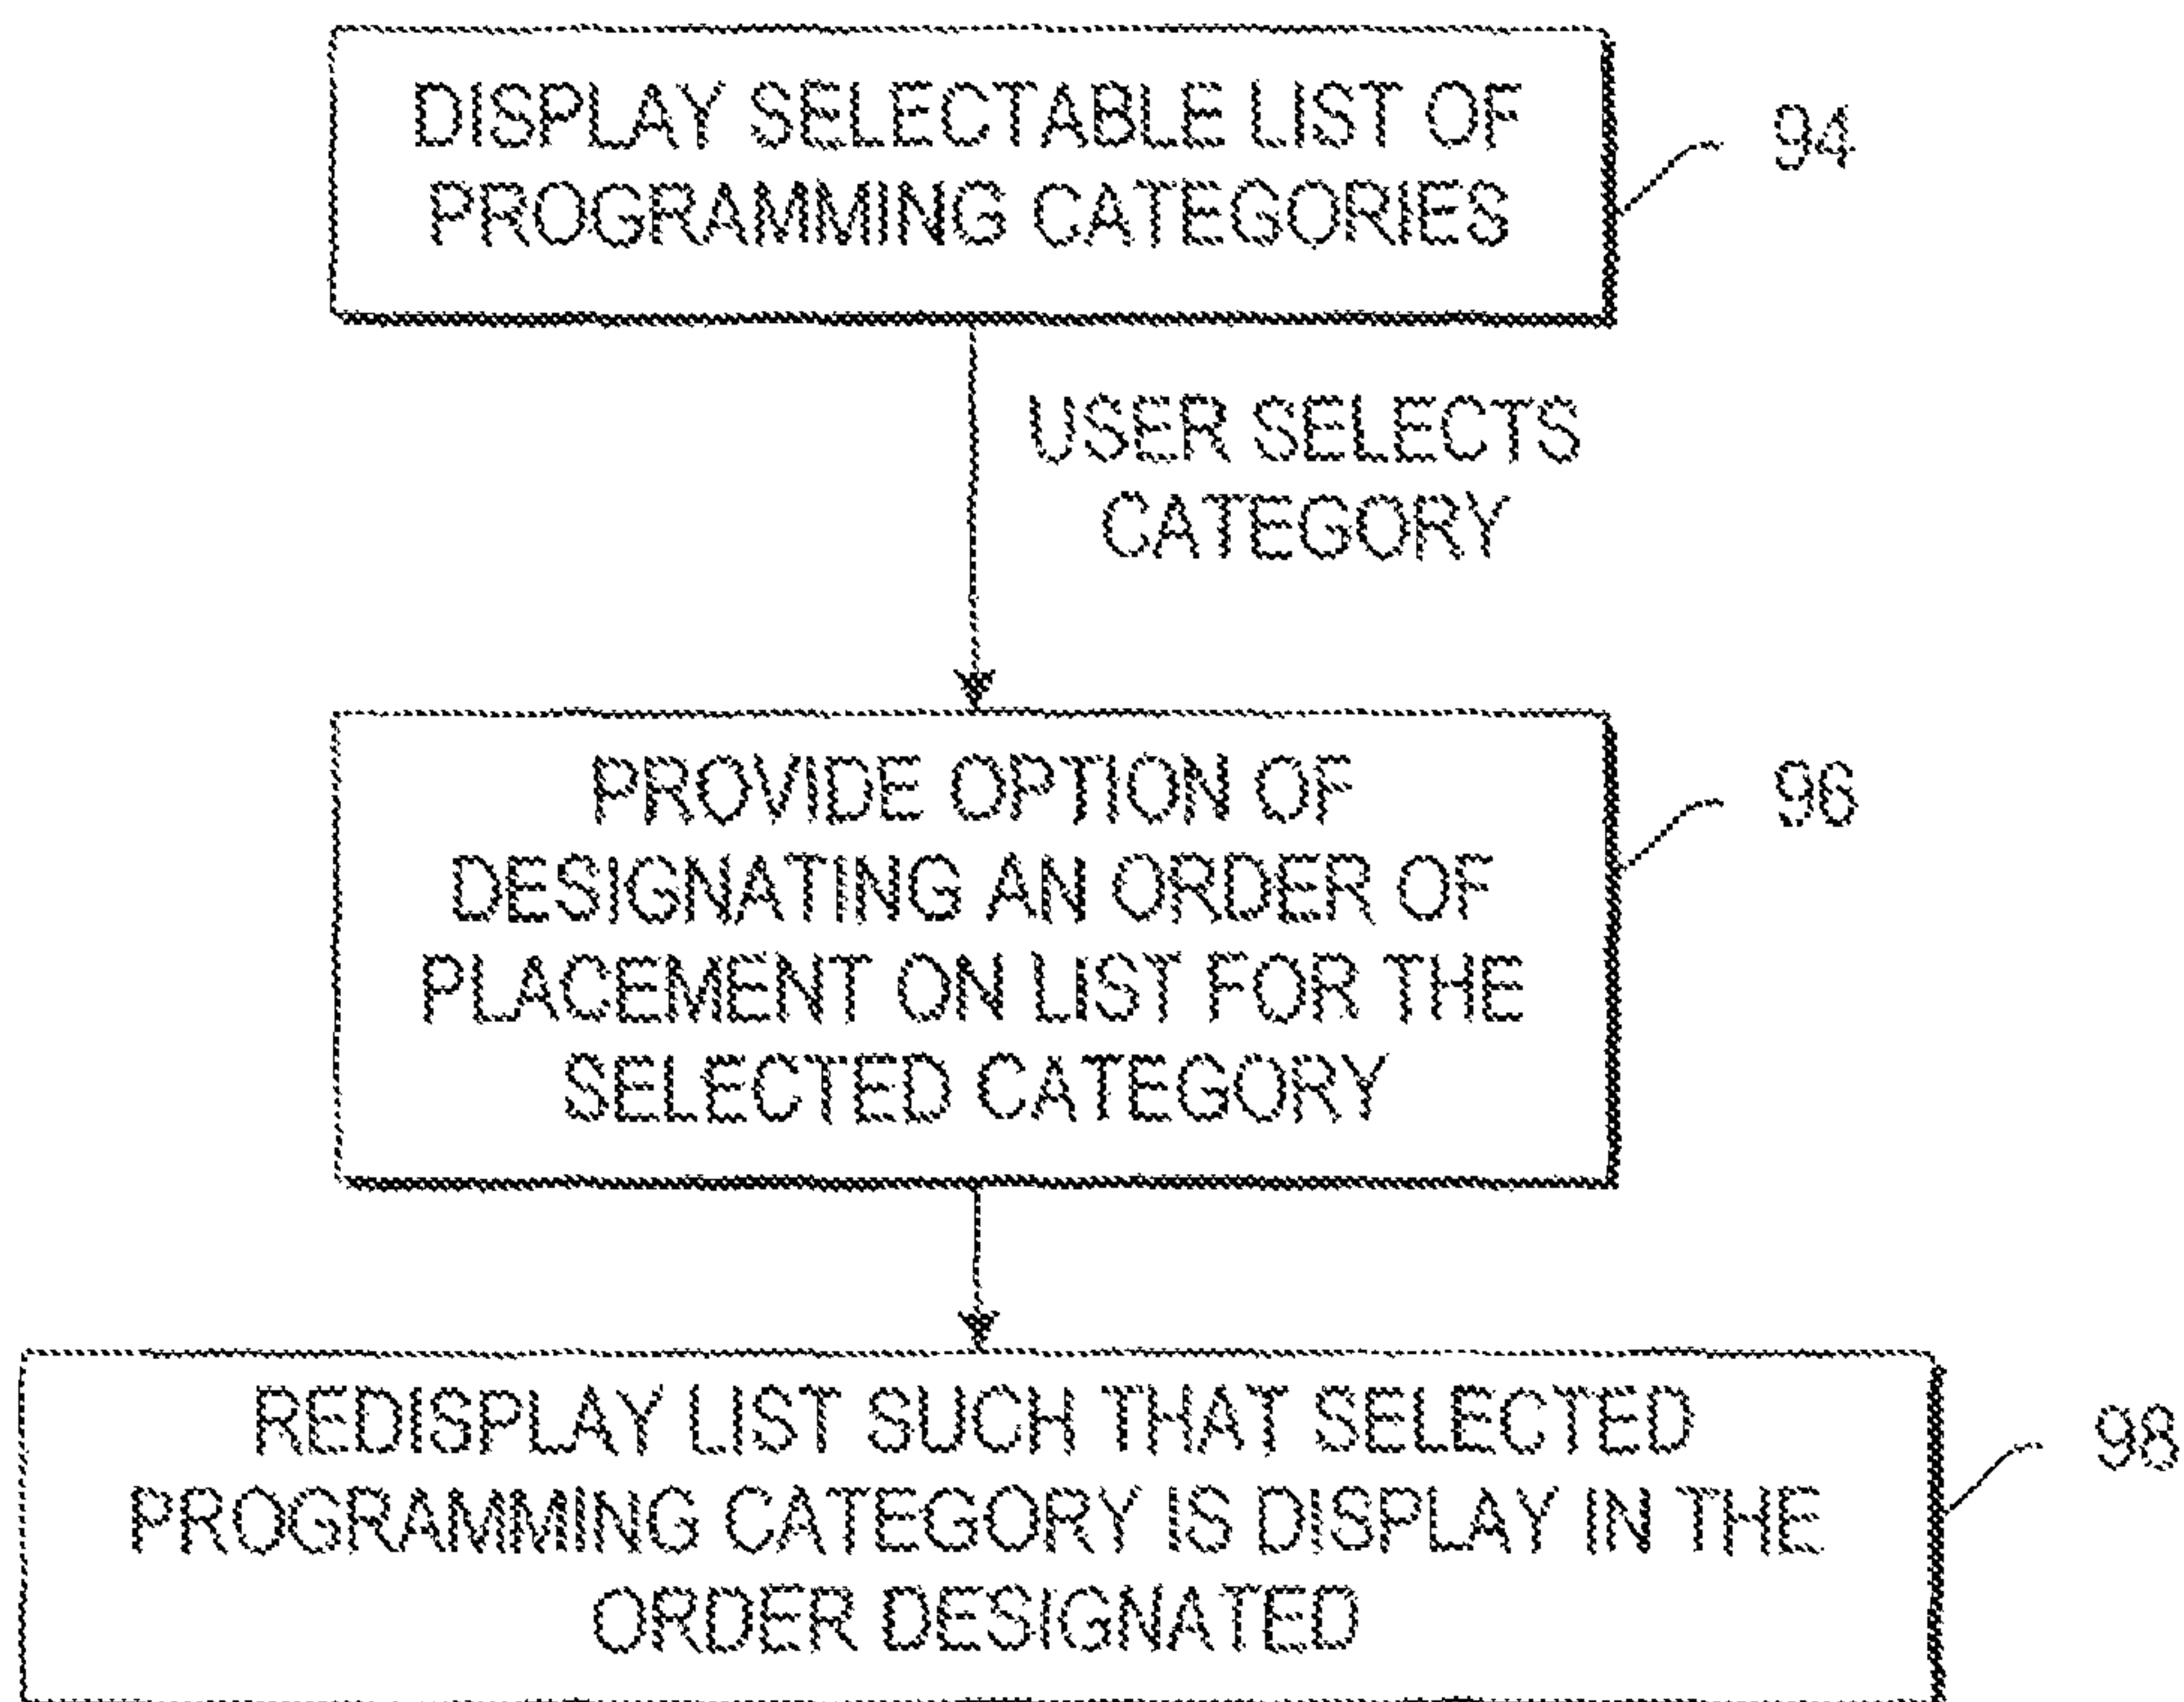 DISPLAY SELECTABLE LIST OF
PROGRAMMING CATEGORIES
94
USER SELECTS
CATEGORY
PROVIDE OPTION OF
DESIGNATING AN ORDER OF
PLACEMENT ON LIST FOR THE
SELECTED CATEGORY
96
REDISPLAY LIST SUCH THAT SELECTED
PROGRAMMING CATEGORY IS DISPLAY IN THE
ORDER DESIGNATED
98